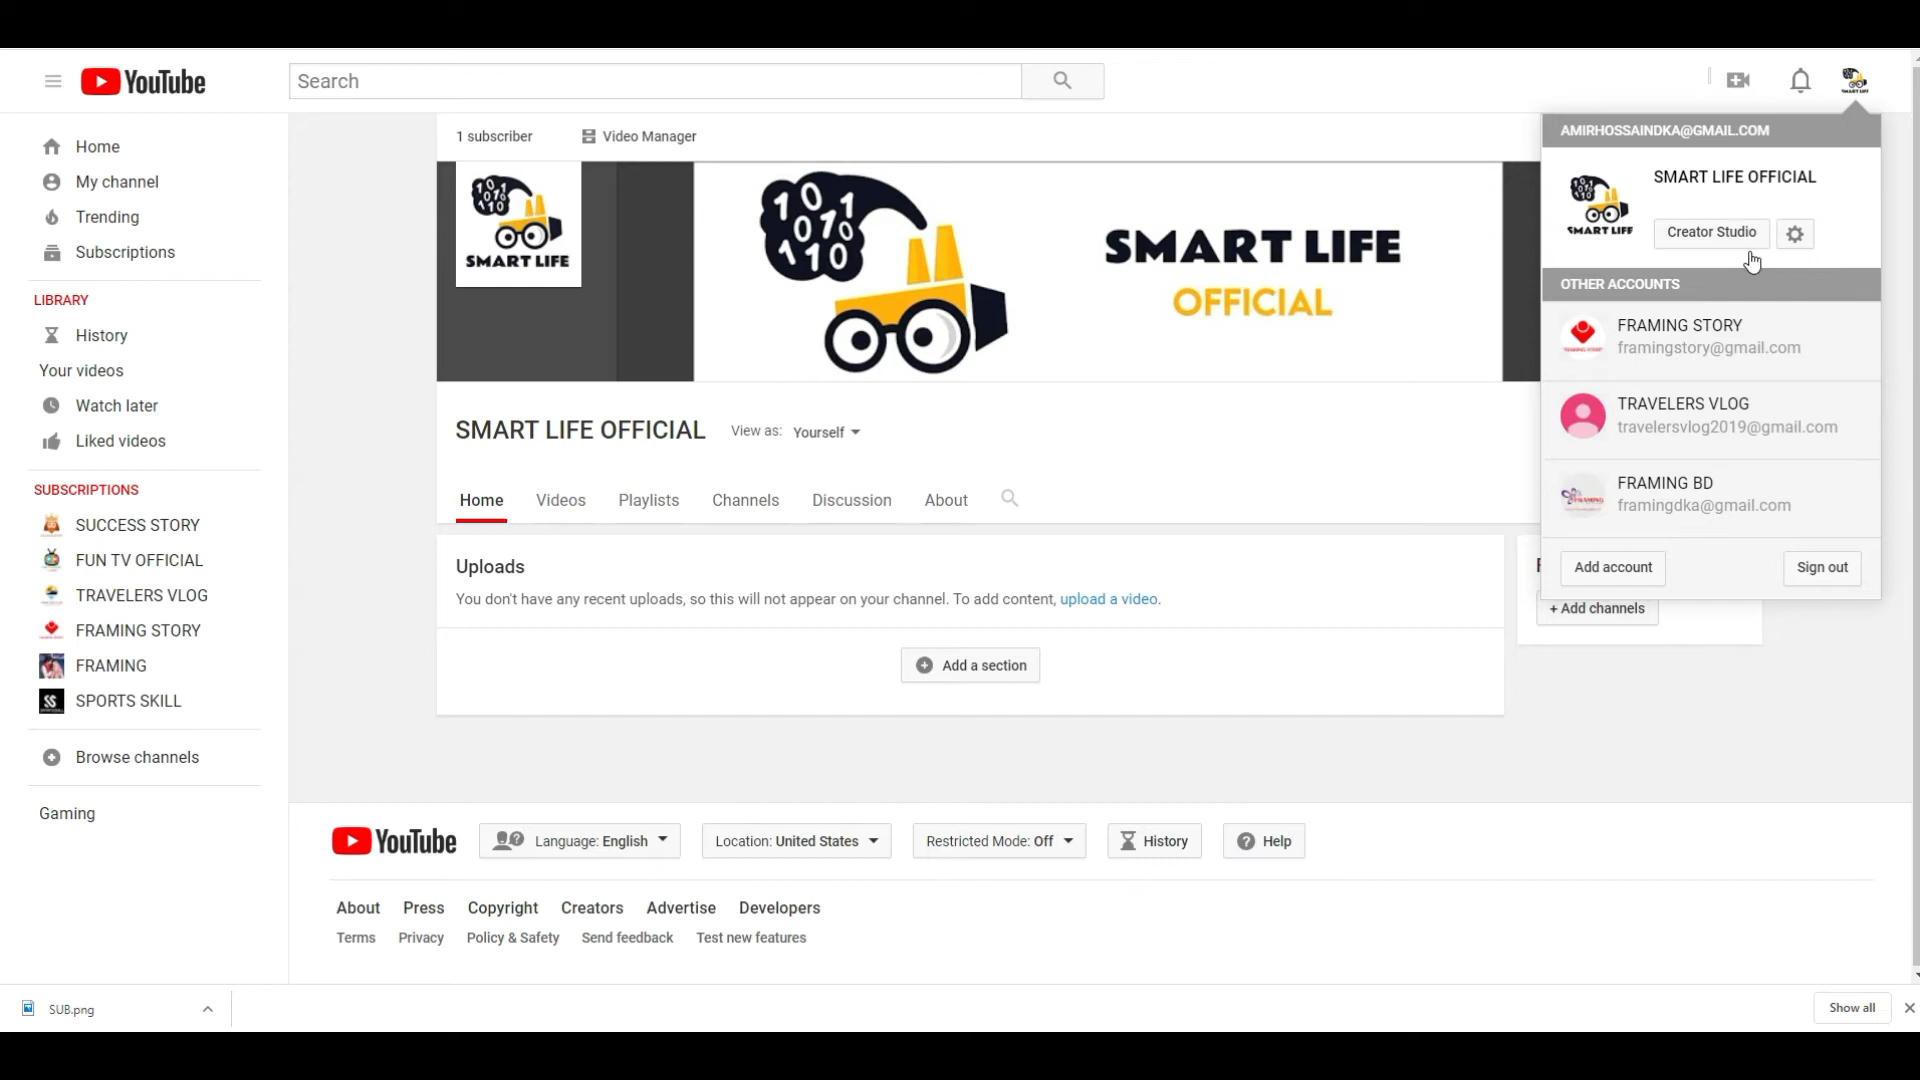 YouTube
Search
Home
My channel
Trending
Subscriptions
LIBRARY
History
Your videos
Watch later
Liked videos
SUBSCRIPTIONS
SUCCESS STORY
FUN TV OFFICIAL
TRAVELERS VLOG
FRAMING STORY
FRAMING
SPORTS SKILL
Browse channels
Gaming
1 subscriber Video Manager
101
1010
0701
110
SMART LIFE
SMART LIFE
OFFICIAL
SMART LIFE OFFICIAL View as: Yourself
Home Videos Playlists Channels Discussion About
Uploads
You don't have any recent uploads, so this will not appear on your channel. To add content, upload a video.
Add a section
AMIRHOSSAINDKA@GMAIL.COM
SMART LIFE OFFICIAL
SMART LIFE
Creator Studio
OTHER ACCOUNTS
FRAMING STORY
framingstory@gmail.com
TRAVELERS VLOG
travelersvlog2019@gmail.com
FRAMING BD
framingdka@gmail.com
Add account Sign out
+ Add channels
YouTube Language: English Location: United States Restricted Mode: Off History Help
About Press Copyright Creators Advertise Developers
Terms Privacy Policy & Safety Send feedback Test new features
SUB.png Show all